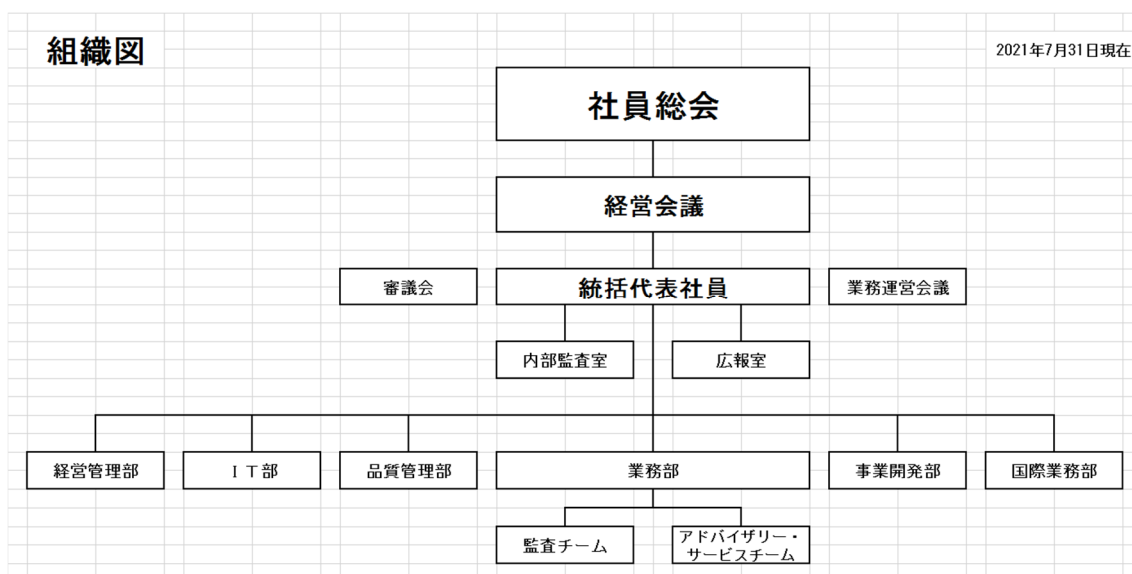 組織図
2021年7月31日現在
社員総会
経営会議
審議会
統括代表社員
業務運営会議
内部監査室
広報室
経営管理部
ＩＴ部
品質管理部
業務部
事業開発部
国際業務部
監査チーム
アドバイザリー・
サービスチーム